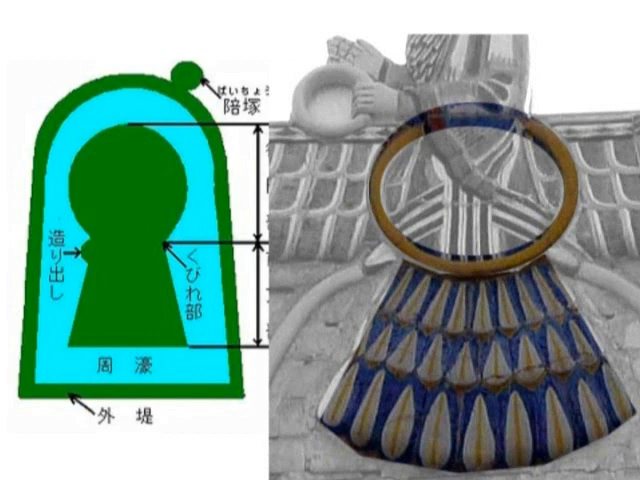 ばいちょう
陪塚
造り出し
くびれ部
周濠
外堤